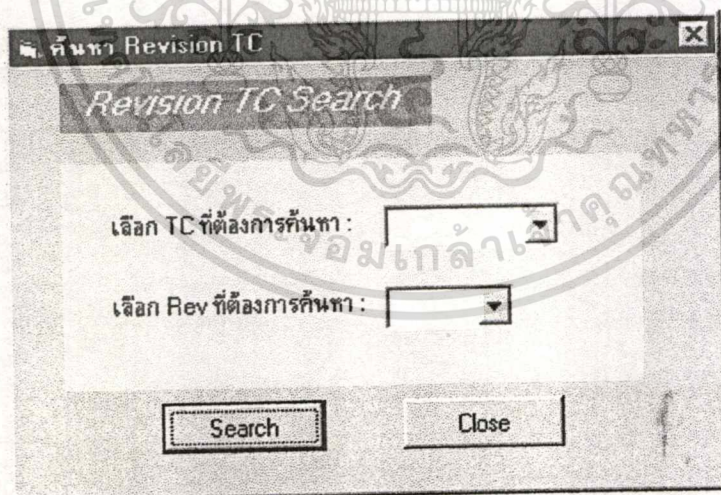 ค้นหา Revision TC
Revision TC Search
เลือก TC ที่ต้องการค้นหา :
เลือก Rev ที่ต้องการค้นหา :
Search
Close